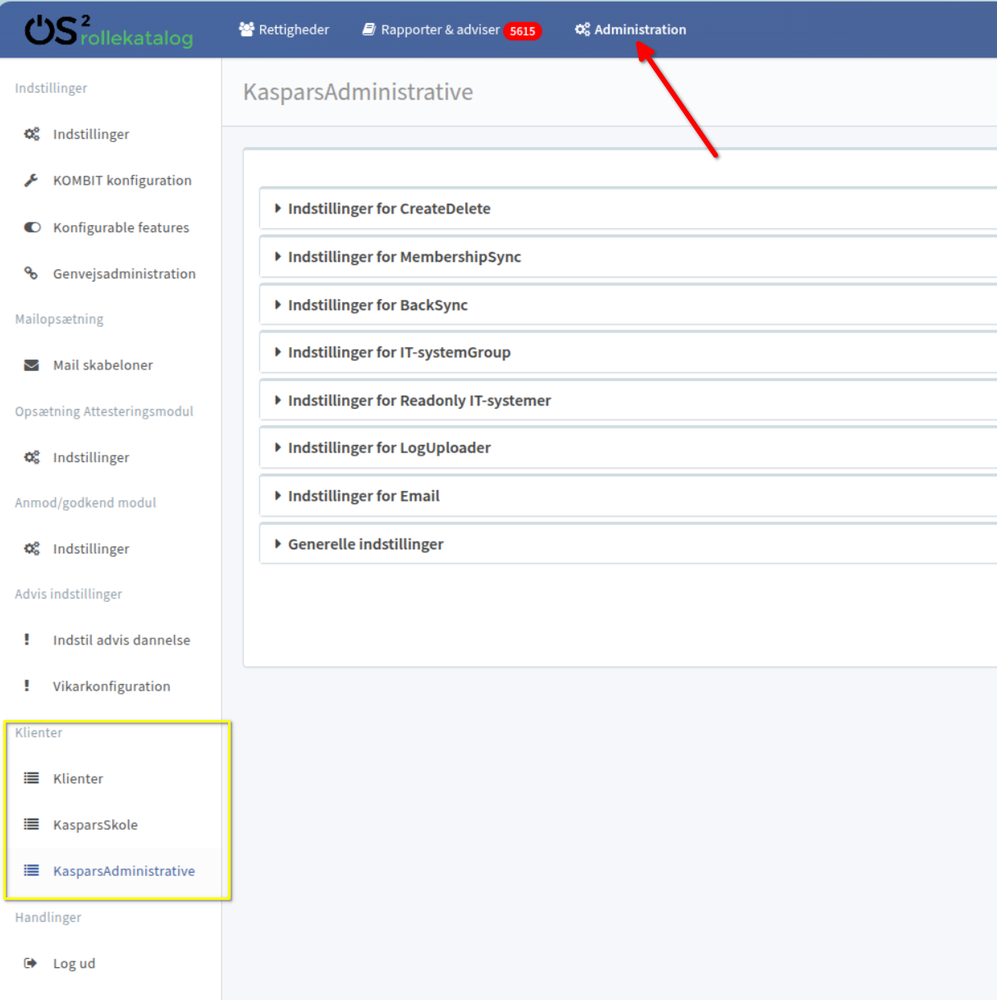 OS2
rollekatalog
Rettigheder
Rapporter & adviser 5615
Administration
Indstillinger
Indstillinger
KOMBIT konfiguration
Konfigurable features
Genvejsadministration
Mailopsætning
Mail skabeloner
Opsætning Attesteringsmodul
Indstillinger
Anmod/godkend modul
Indstillinger
Advis indstillinger
Indstil advis dannelse
Vikarkonfiguration
Klienter
Klienter
KasparsSkole
KasparsAdministrative
Handlinger
Log ud
KasparsAdministrative
Indstillinger for CreateDelete
Indstillinger for MembershipSync
Indstillinger for BackSync
Indstillinger for IT-systemGroup
Indstillinger for Readonly IT-systemer
Indstillinger for LogUploader
Indstillinger for Email
Generelle indstillinger